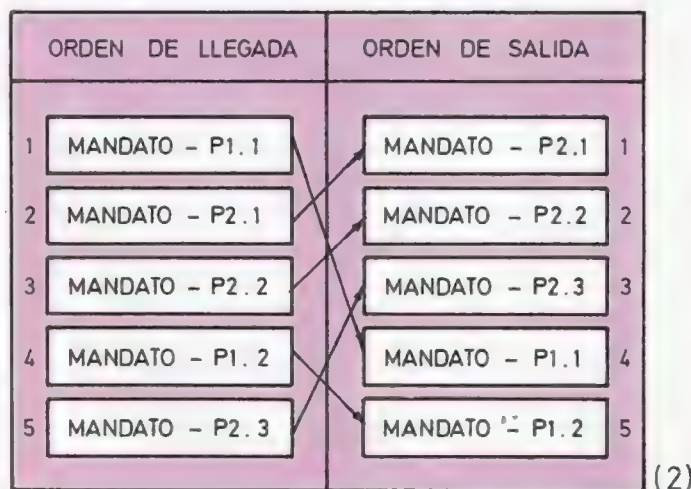 ORDEN DE LLEGADA ORDEN DE SALIDA
1 MANDATO - P1.1 MANDATO - P2.1 1
2 MANDATO - P2.1 MANDATO - P2.2 2
3 MANDATO - P2.2 MANDATO - P2.3 3
4 MANDATO - P1.2 MANDATO - P1.1 4
5 MANDATO - P2.3 MANDATO - P1.2 5
(2)